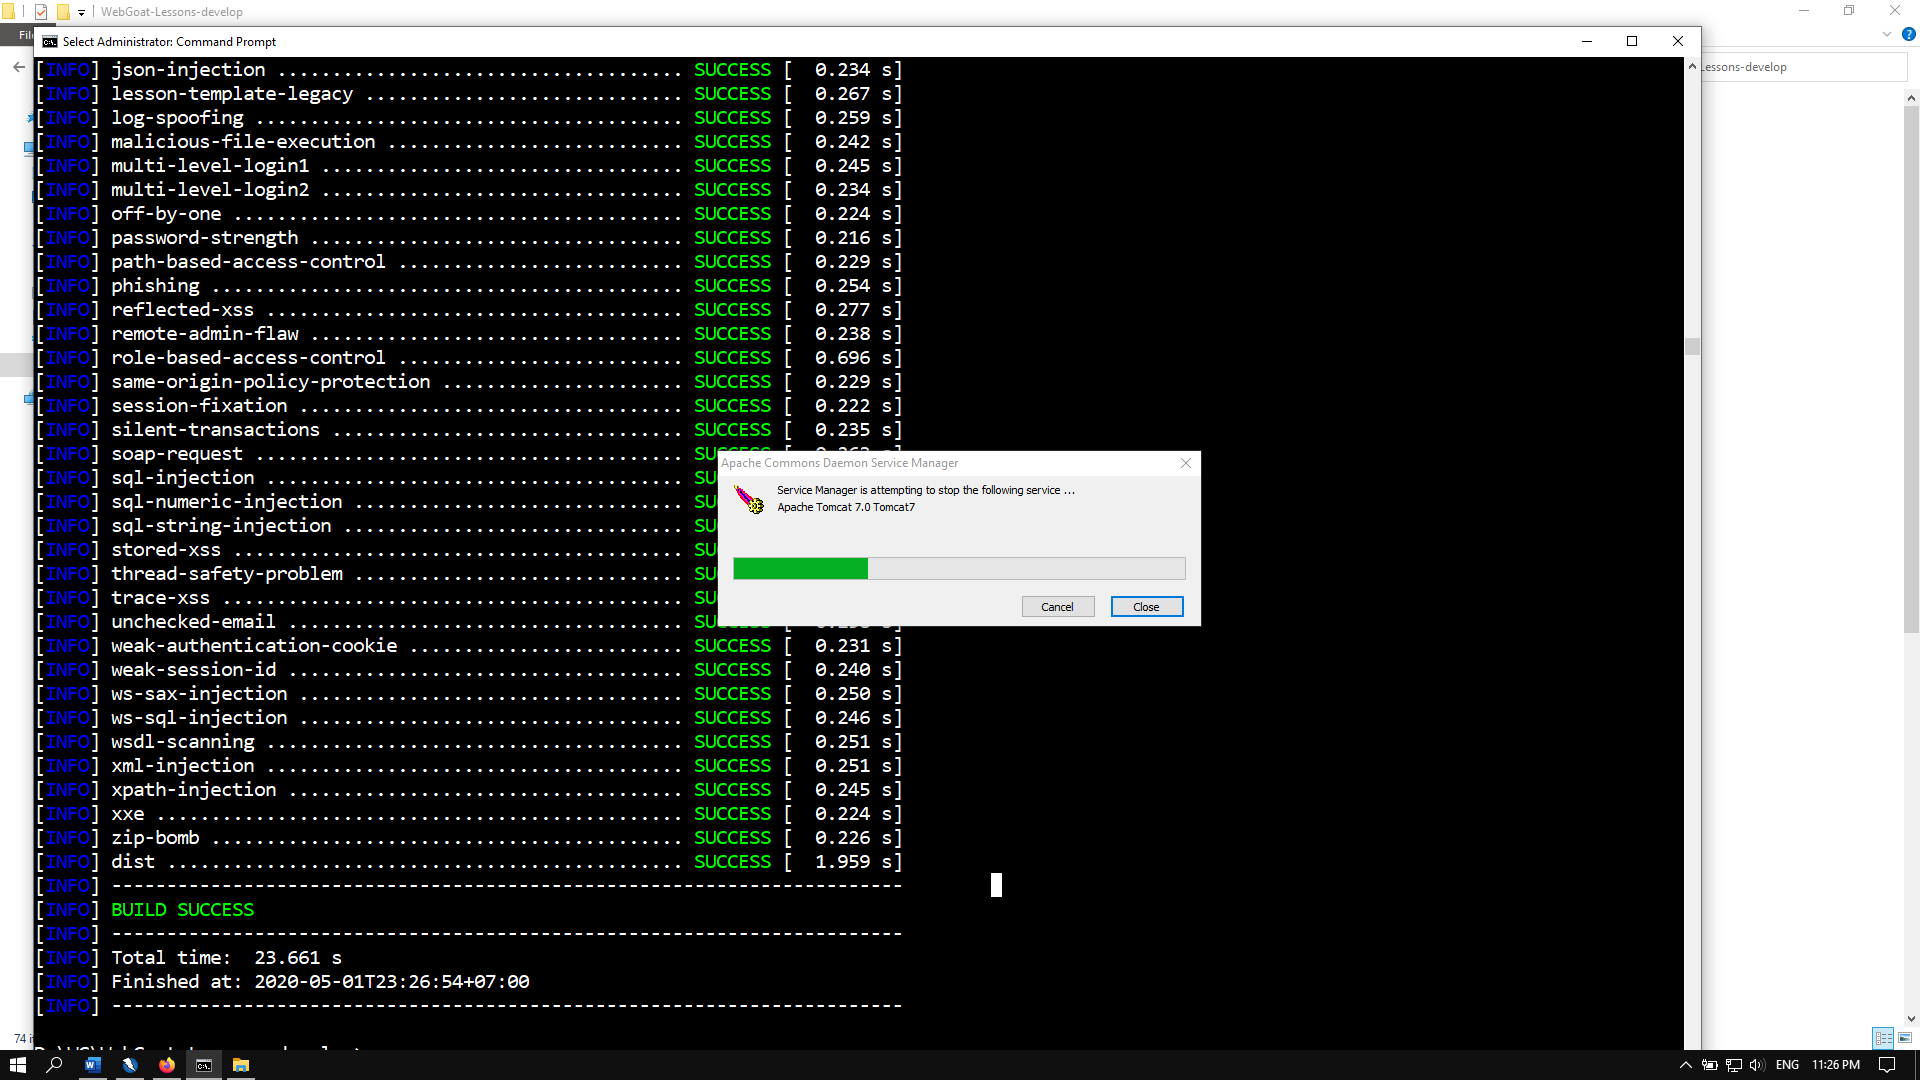 WebGoat-Lessons-develop
Fil
Select Administrator: Command Prompt
Lessons-develop
[INFO] json-injection ..................................... SUCCESS [  0.234 s]
[INFO] lesson-template-legacy ............................. SUCCESS [  0.267 s]
[INFO] log-spoofing ....................................... SUCCESS [  0.259 s]
[INFO] malicious-file-execution ........................... SUCCESS [  0.242 s]
[INFO] multi-level-login1 ................................. SUCCESS [  0.245 s]
[INFO] multi-level-login2 ................................. SUCCESS [  0.234 s]
[INFO] off-by-one ......................................... SUCCESS [  0.224 s]
[INFO] password-strength .................................. SUCCESS [  0.216 s]
[INFO] path-based-access-control .......................... SUCCESS [  0.229 s]
[INFO] phishing ........................................... SUCCESS [  0.254 s]
[INFO] reflected-xss ...................................... SUCCESS [  0.277 s]
[INFO] remote-admin-flaw .................................. SUCCESS [  0.238 s]
[INFO] role-based-access-control .......................... SUCCESS [  0.696 s]
[INFO] same-origin-policy-protection ...................... SUCCESS [  0.229 s]
[INFO] session-fixation ................................... SUCCESS [  0.222 s]
[INFO] silent-transactions ................................ SUCCESS [  0.235 s]
[INFO] soap-request .......................................
[INFO] sql-injection ...................................... SU
[INFO] sql-numeric-injection .............................. SU
[INFO] sql-string-injection ............................... SU
[INFO] stored-xss ......................................... SU
[INFO] thread-safety-problem .............................. SU
[INFO] trace-xss .......................................... SU
[INFO] unchecked-email ....................................
Apache Commons Daemon Service Manager
Service Manager is attempting to stop the following service ...
Apache Tomcat 7.0 Tomcat7
Cancel
Close
[INFO] weak-authentication-cookie ......................... SUCCESS [  0.231 s]
[INFO] weak-session-id .................................... SUCCESS [  0.240 s]
[INFO] ws-sax-injection ................................... SUCCESS [  0.250 s]
[INFO] ws-sql-injection ................................... SUCCESS [  0.246 s]
[INFO] wsdl-scanning ...................................... SUCCESS [  0.251 s]
[INFO] xml-injection ...................................... SUCCESS [  0.251 s]
[INFO] xpath-injection .................................... SUCCESS [  0.245 s]
[INFO] xxe ................................................ SUCCESS [  0.224 s]
[INFO] zip-bomb ........................................... SUCCESS [  0.226 s]
[INFO] dist ............................................... SUCCESS [  1.959 s]
[INFO] ------------------------------------------------------------------------
[INFO] BUILD SUCCESS
[INFO] ------------------------------------------------------------------------
[INFO] Total time:  23.661 s
[INFO] Finished at: 2020-05-01T23:26:54+07:00
[INFO] ------------------------------------------------------------------------
74 i
ENG
11:26 PM